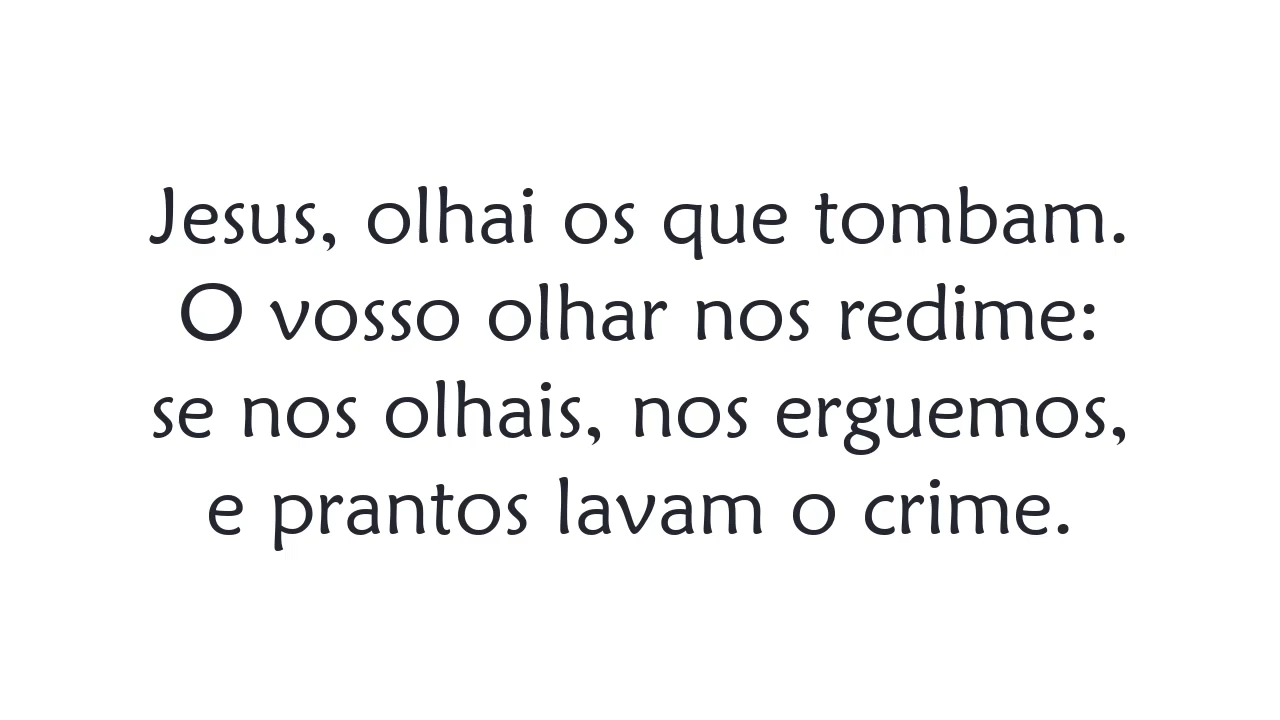 Jesus, olhai os que tombam.
O vosso olhar nos redime:
se nos olhais, nos erguemos,
e prantos lavam o crime.